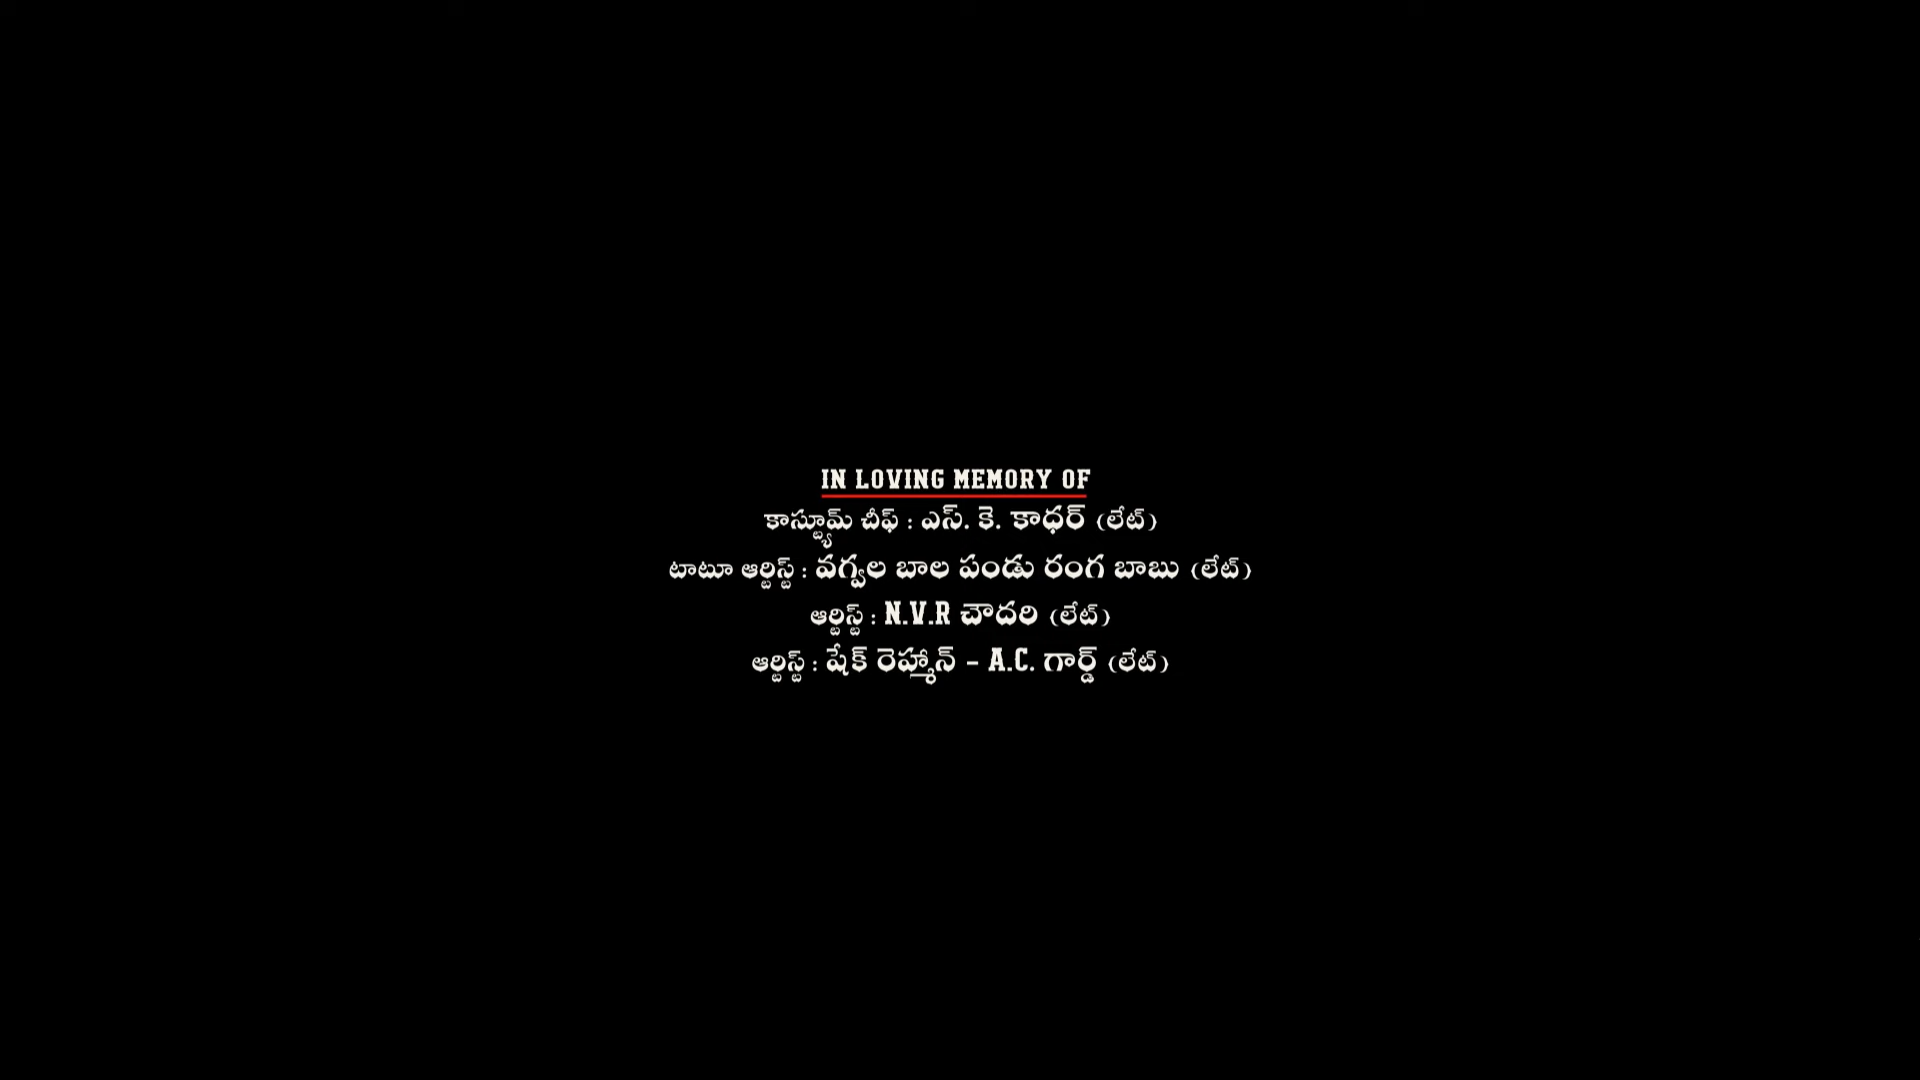 IN LOVING MEMORY OF
కాస్ట్యూమ్ చీఫ్ : ఎస్. కె. కాధర్ (లేట్)
టాటూ ఆర్టిస్ట్ : వగ్వల బాల పండు రంగ బాబు (లేట్)
ఆర్టిస్ట్ : N.V.R చౌదరి (లేట్)
ఆర్టిస్ట్ : షేక్ రెహ్మాన్ - A.C. గార్డ్ (లేట్)